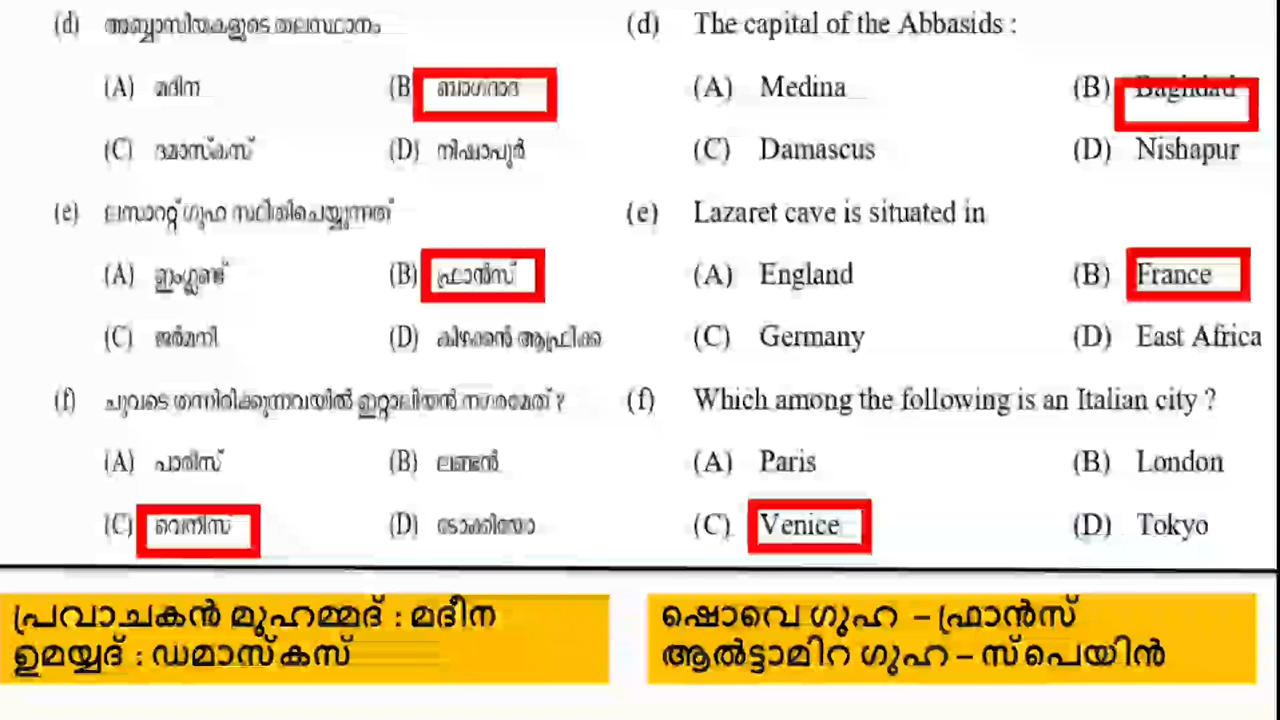 (d) അബ്ബാസിയകളുടെ തലസ്ഥാനം
(A) മദീന (B) ബാഗ്ദാദ്
(C) ദമാസ്കസ് (D) നിഷാപൂർ
(e) ലസാററ്റ് ഗുഹ സ്ഥിതിചെയ്യുന്നത്
(A) ഇംഗ്ലണ്ട് (B) ഫ്രാൻസ്
(C) ജർമനി (D) കിഴക്കൻ ആഫ്രിക്ക
(f) ചുവടെ തന്നിരിക്കുന്നവയിൽ ഇറ്റാലിയൻ നഗരമേത് ?
(A) പാരിസ് (B) ലണ്ടൻ
(C) വെനീസ് (D) ടോക്കിയോ
(d) The capital of the Abbasids :
(A) Medina (B) Baghdad
(C) Damascus (D) Nishapur
(e) Lazaret cave is situated in
(A) England (B) France
(C) Germany (D) East Africa
(f) Which among the following is an Italian city ?
(A) Paris (B) London
(C) Venice (D) Tokyo
പ്രവാചകൻ മുഹമ്മദ് : മദീന
ഉമയ്യദ് : ഡമാസ്കസ്
ഷൊവെ ഗുഹ – ഫ്രാൻസ്
ആൽട്ടാമിറ ഗുഹ – സ്പെയിൻ